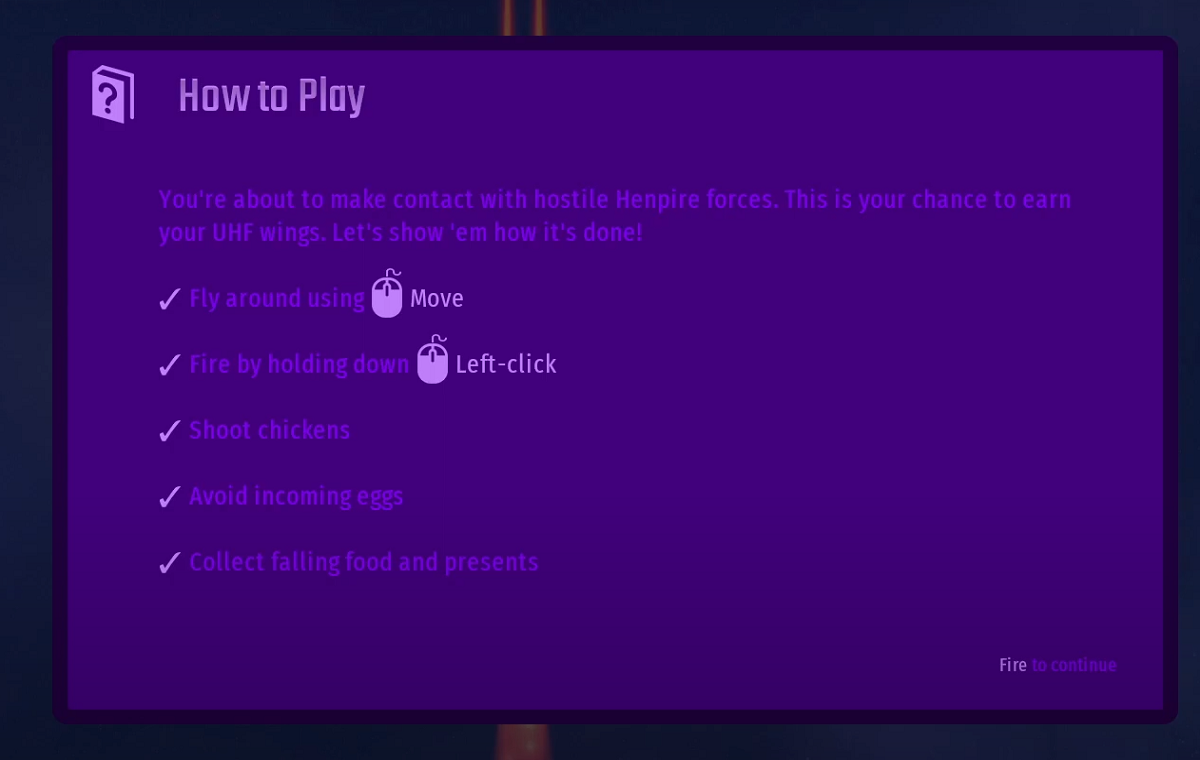 How to Play
You're about to make contact with hostile Henpire forces. This is your chance to earn
your UHF wings. Let's show 'em how it's done!
✓ Fly around using Move
✓ Fire by holding down Left-click
✓ Shoot chickens
✓ Avoid incoming eggs
✓ Collect falling food and presents
Fire to continue